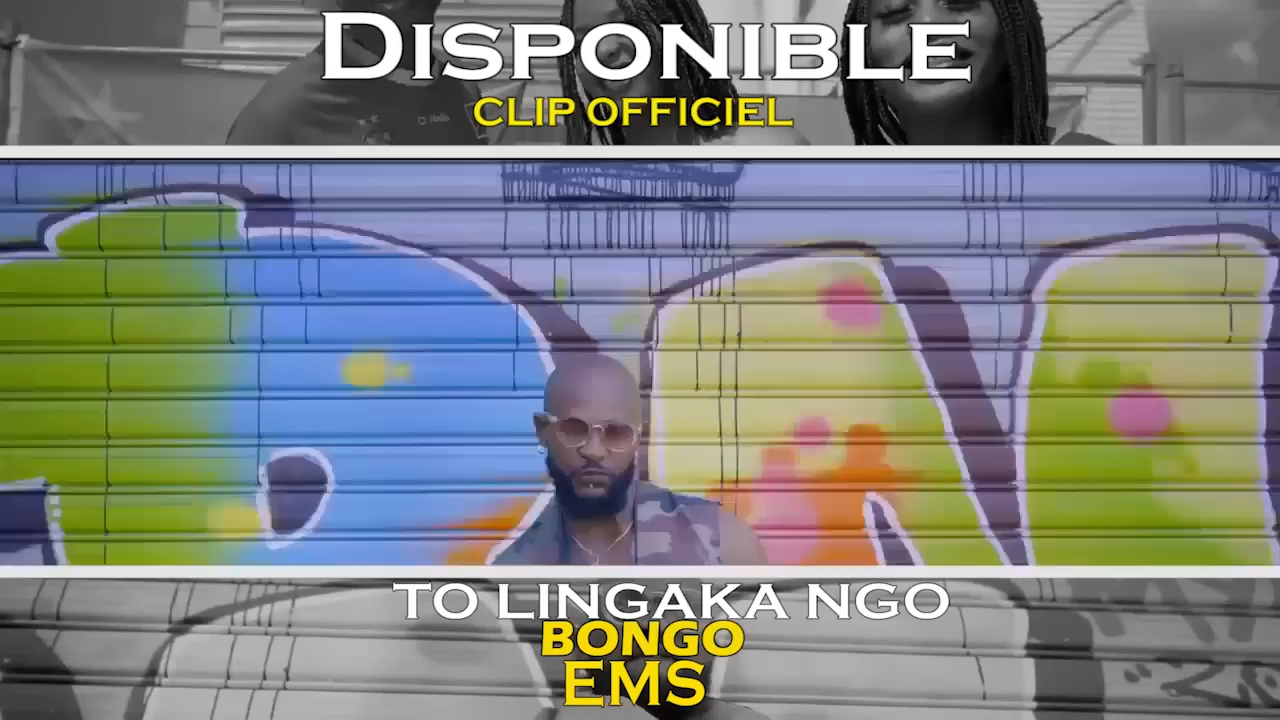 DISPONIBLE
CLIP OFFICIEL
TO LINGAKA NGO
BONGO
EMS